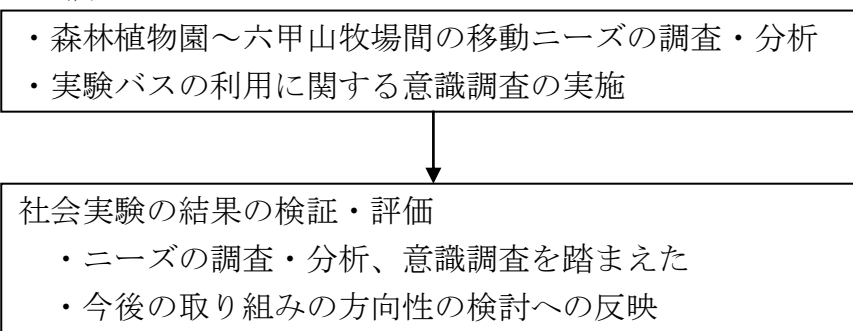 ・森林植物園～六甲山牧場間の移動ニーズの調査・分析
・実験バスの利用に関する意識調査の実施
社会実験の結果の検証・評価
・ニーズの調査・分析、意識調査を踏まえた
・今後の取り組みの方向性の検討への反映